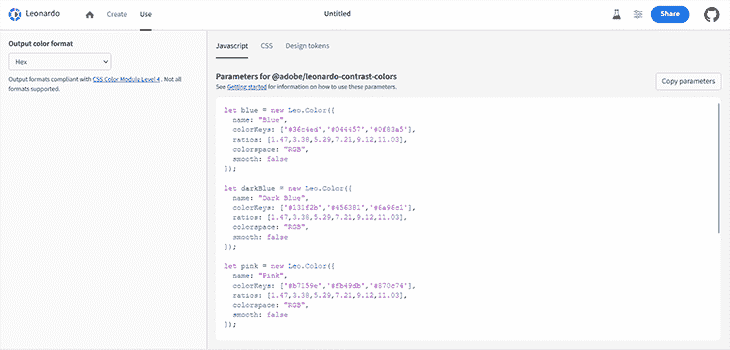 Leonardo
Create
Use
Untitled
Share
Output color format
Hex
Output formats compliant with CSS Color Module Level 4 . Not all
formats supported.
Javascript
CSS
Design tokens
Parameters for @adobe/leonardo-contrast-colors
See Getting started for information on how to use these parameters.
Copy parameters
let blue = new Leo.Color({
name: "Blue",
colorKeys: ['#36c4ed','#044457','#0f83a5'],
ratios: [1.47,3.38,5.29,7.21,9.12,11.03],
colorspace: "RGB",
smooth: false
});
let darkBlue = new Leo.Color({
name: "Dark Blue",
colorKeys: ['#131f2b','#456381','#6a96c1'],
ratios: [1.47,3.38,5.29,7.21,9.12,11.03],
colorspace: "RGB",
smooth: false
});
let pink = new Leo.Color({
name: "Pink",
colorKeys: ['#b7159e','#fb49db','#870c74'],
ratios: [1.47,3.38,5.29,7.21,9.12,11.03],
colorspace: "RGB",
smooth: false
});